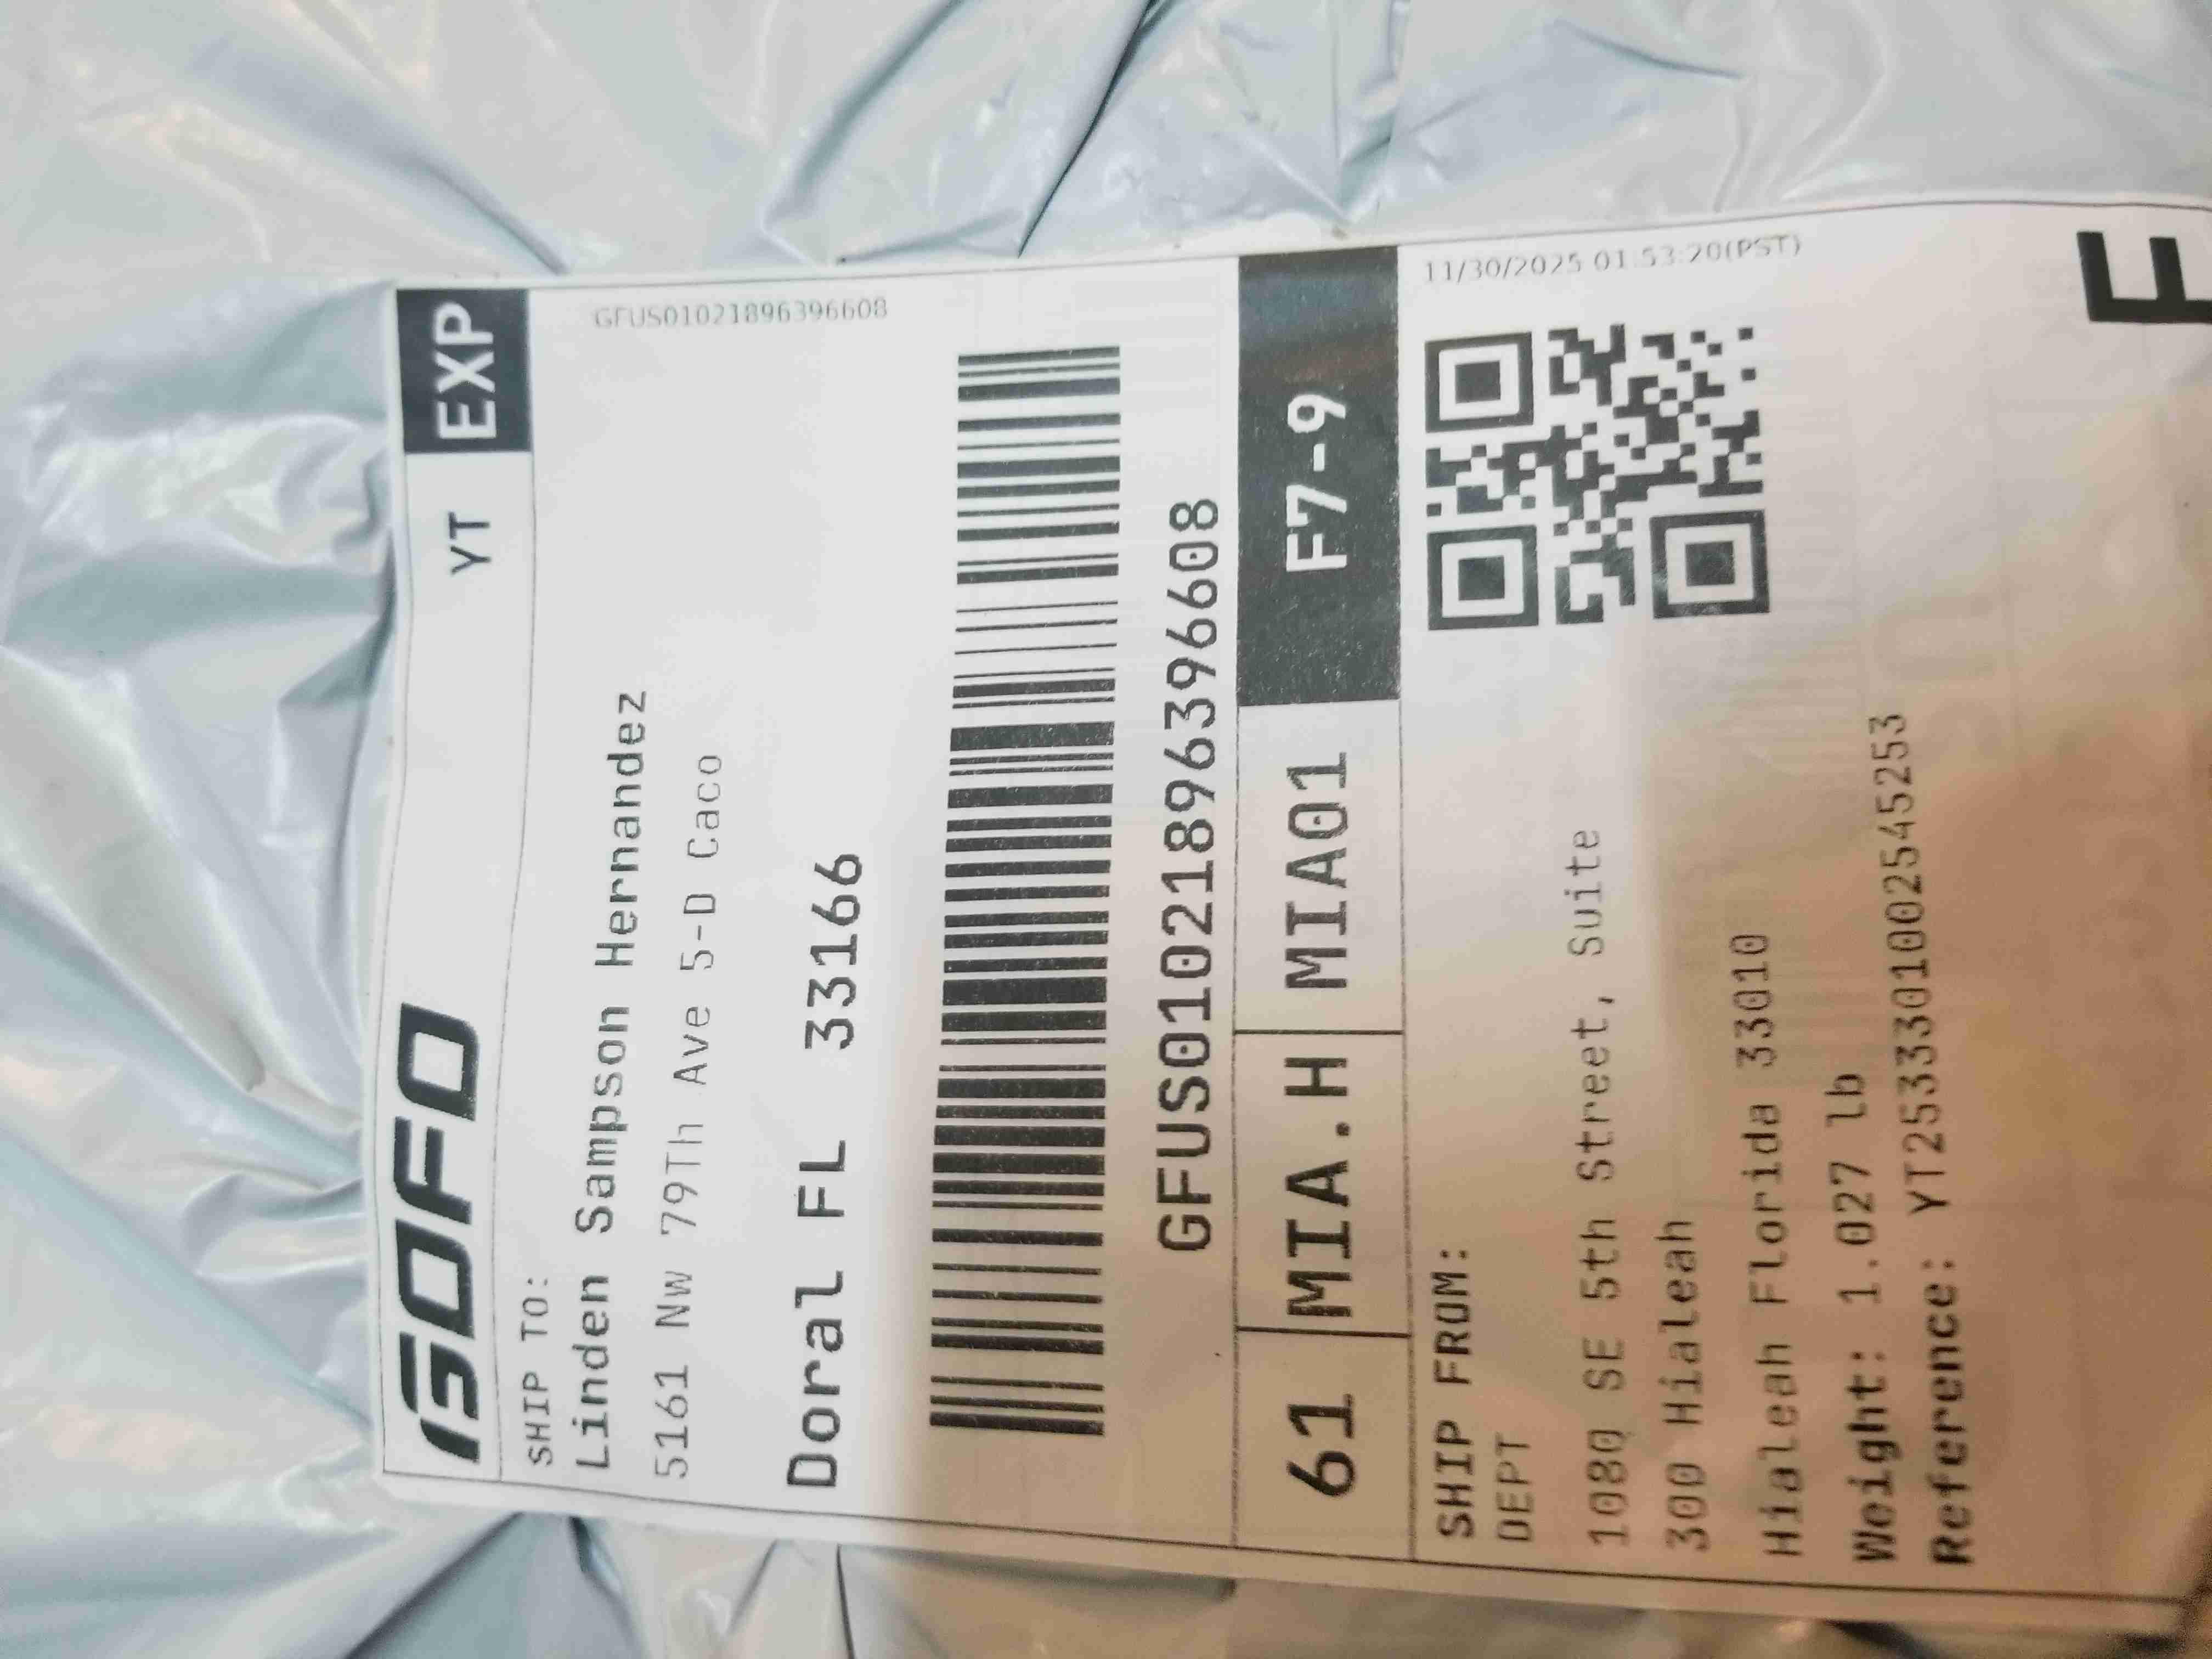 GOFO
YT EXP
SHIP TO:
GFUS01021896396608
Linden Sampson Hernandez
5161 Nw 79Th Ave 5-D Caco
Doral FL 33166
GFUS01021896396608
61 MIA.H MIA01 F7-9
SHIP FROM:
11/30/2025 01:53:20(PST)
DEPT
1080 SE 5th Street, Suite
300 Hialeah
Hialeah Florida 33010
Weight: 1.027 lb
Reference: YT2533301002545253